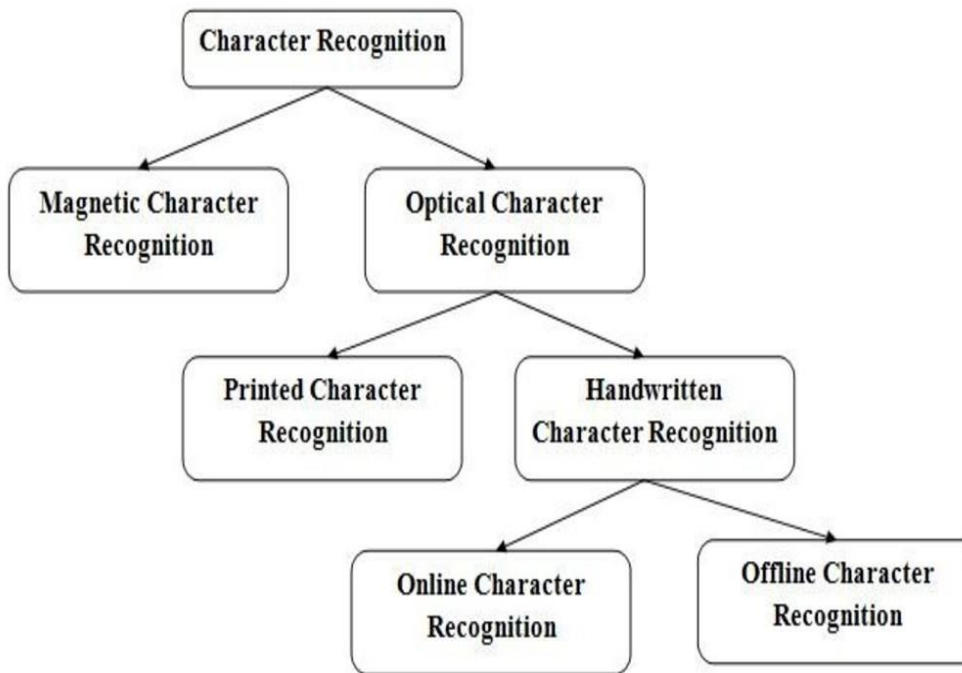 Character Recognition
Magnetic Character
Recognition
Optical Character
Recognition
Printed Character
Recognition
Handwritten
Character Recognition
Online Character
Recognition
Offline Character
Recognition